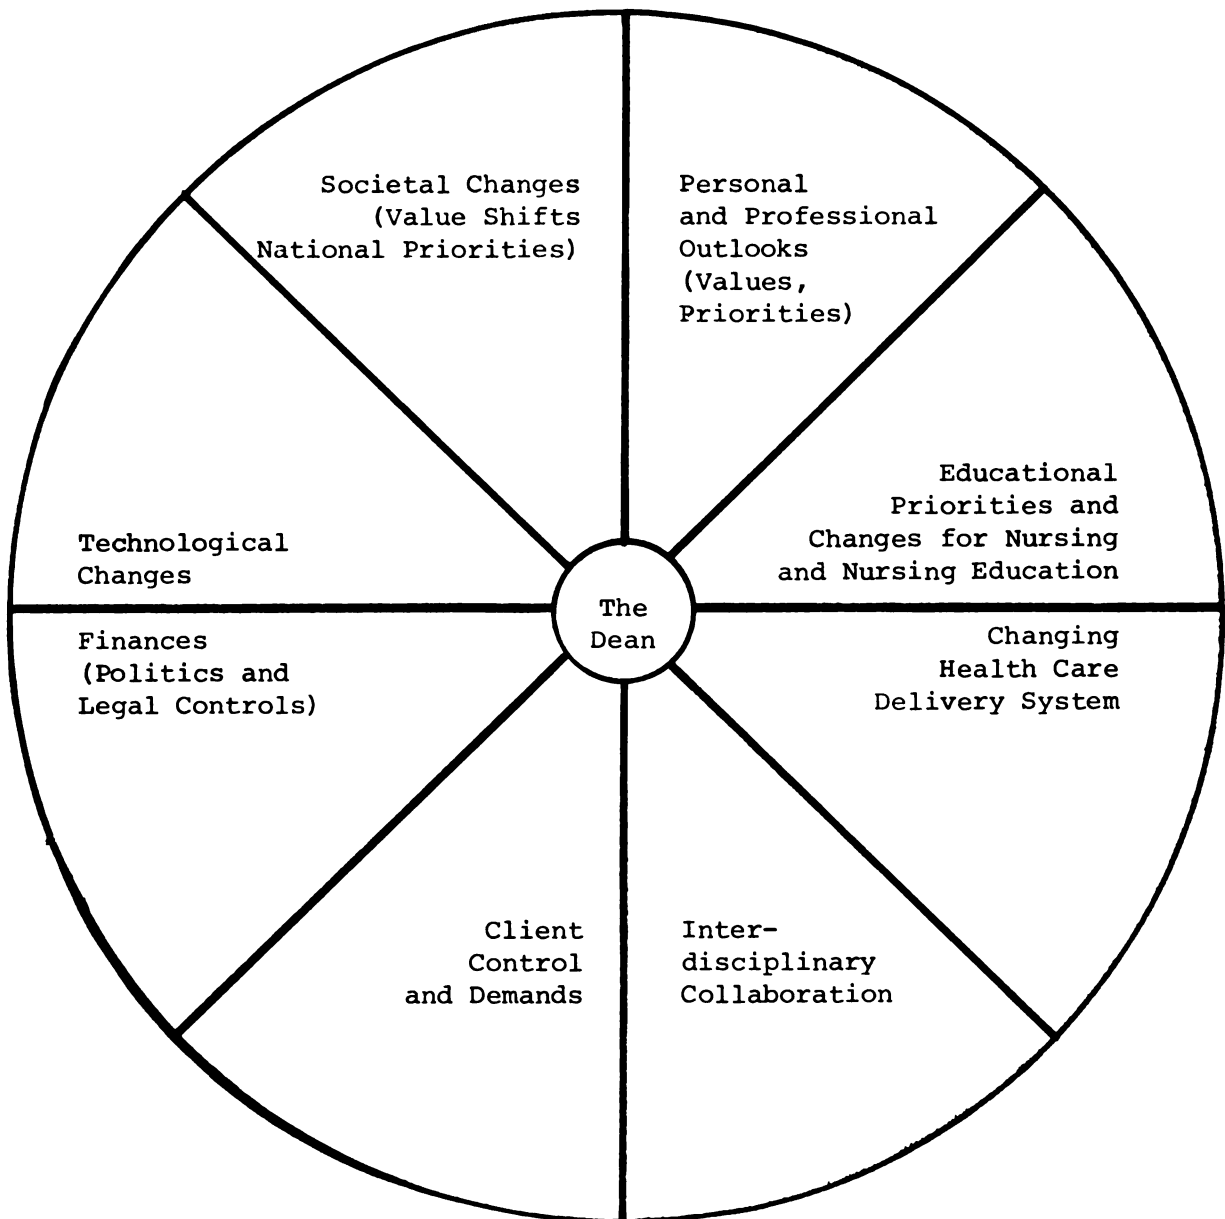 Societal Changes
(Value Shifts
National Priorities)
Personal
and Professional
Outlooks
(Values,
Priorities)
Educational
Priorities and
Changes for Nursing
and Nursing Education
Technological
Changes
The
Dean
Finances
(Politics and
Legal Controls)
Changing
Health Care
Delivery System
Client
Control
and Demands
Inter-
disciplinary
Collaboration